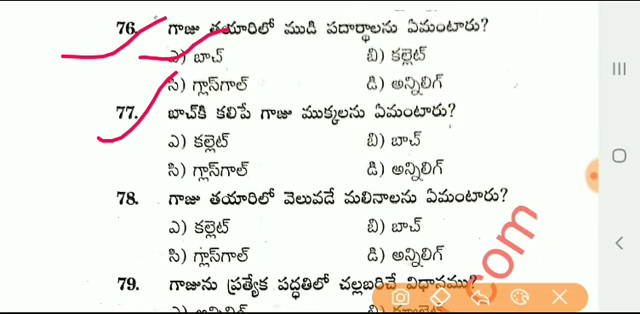 76. గాజు తయారిలో ముడి పదార్థాలను ఏమంటారు?
ఎ) బాచ్ బి) కల్లెట్
సి) గ్లాస్‌గాల్ డి) అన్నిలిగ్
77. బాచ్‌కి కలిపే గాజు ముక్కలను ఏమంటారు?
ఎ) కల్లెట్ బి) బాచ్
సి) గ్లాస్‌గాల్ డి) అన్నిలిగ్
78. గాజు తయారిలో వెలువడే మలినాలను ఏమంటారు?
ఎ) కల్లెట్ బి) బాచ్
సి) గ్లాస్‌గాల్ డి) అన్నిలిగ్
79. గాజును ప్రత్యేక పద్ధతిలో చల్లబరిచే విధానము?
com